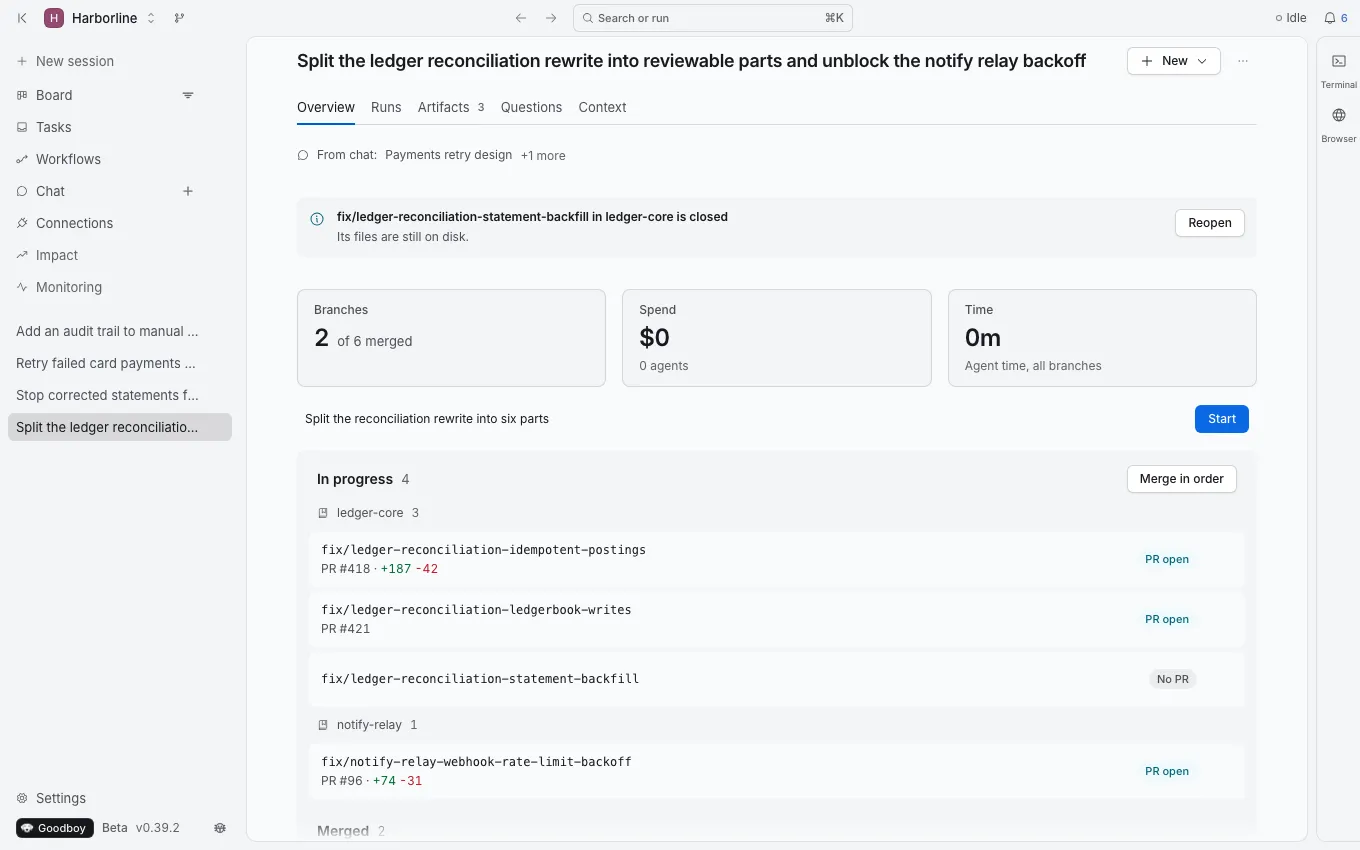 H Harborline
Search or run ⌘K
Idle 6
New session
Board
Tasks
Workflows
Chat
Connections
Impact
Monitoring
Add an audit trail to manual ...
Retry failed card payments ...
Stop corrected statements f...
Split the ledger reconciliatio...
Settings
Goodboy Beta v0.39.2
Split the ledger reconciliation rewrite into reviewable parts and unblock the notify relay backoff
New
Overview Runs Artifacts 3 Questions Context
From chat: Payments retry design +1 more
fix/ledger-reconciliation-statement-backfill in ledger-core is closed
Its files are still on disk.
Reopen
Branches
2 of 6 merged
Spend
$0
0 agents
Time
0m
Agent time, all branches
Split the reconciliation rewrite into six parts
Start
In progress 4
Merge in order
ledger-core 3
fix/ledger-reconciliation-idempotent-postings
PR #418 · +187 -42
PR open
fix/ledger-reconciliation-ledgerbook-writes
PR #421
PR open
fix/ledger-reconciliation-statement-backfill
No PR
notify-relay 1
fix/notify-relay-webhook-rate-limit-backoff
PR #96 · +74 -31
PR open
Merged 2
Terminal
Browser